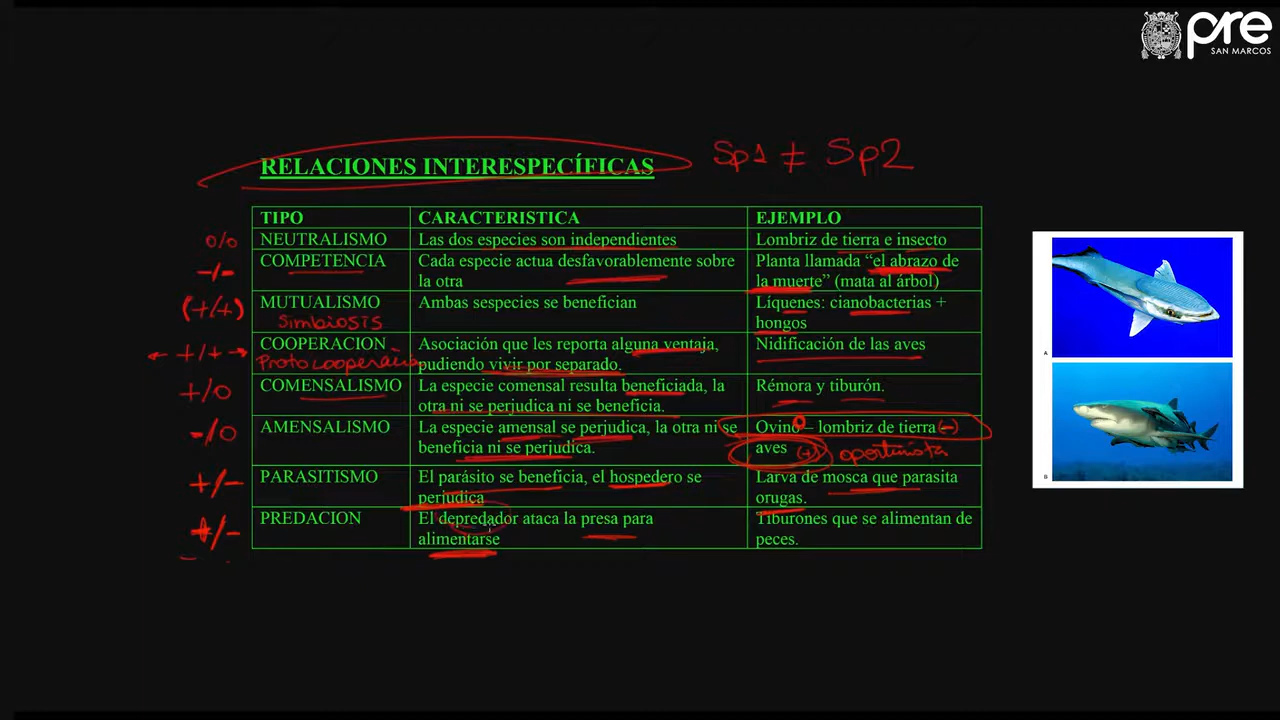 pre
SAN MARCOS
RELACIONES INTERESPECÍFICAS
Sp1 ≠ Sp2
TIPO CARACTERISTICA EJEMPLO
0/0 NEUTRALISMO Las dos especies son independientes Lombriz de tierra e insecto
-/- COMPETENCIA Cada especie actua desfavorablemente sobre Planta llamada “el abrazo de
la otra la muerte” (mata al árbol)
(+/+) MUTUALISMO Ambas sespecies se benefician Líquenes: cianobacterias +
Simbiosis hongos
← +/+ → COOPERACION Asociación que les reporta alguna ventaja, Nidificación de las aves
Protocooperación pudiendo vivir por separado.
+/0 COMENSALISMO La especie comensal resulta beneficiada, la Rémora y tiburón.
otra ni se perjudica ni se beneficia.
-/0 AMENSALISMO La especie amensal se perjudica, la otra ni se Ovino 0 – lombriz de tierra (-)
beneficia ni se perjudica. aves (+) oportunista
+/- PARASITISMO El parásito se beneficia, el hospedero se Larva de mosca que parasita
perjudica orugas.
+/- PREDACION El depredador ataca la presa para Tiburones que se alimentan de
alimentarse peces.
A
B